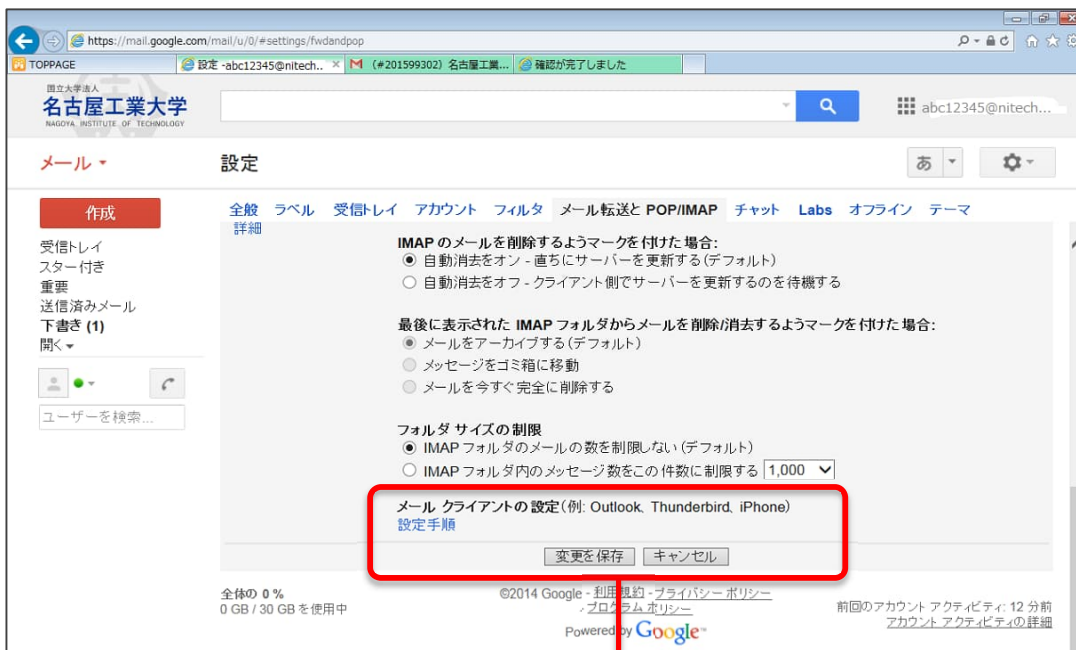 https://mail.google.com/mail/u/0/#settings/fwdandpop
TOPPAGE
設定 -abc12345@nitech.. ×
(#201599302) 名古屋工業...
確認が完了しました
国立大学法人
名古屋工業大学
NAGOYA INSTITUTE OF TECHNOLOGY
abc12345@nitech...
メール
設定
あ
作成
全般 ラベル 受信トレイ アカウント フィルタ メール転送と POP/IMAP チャット Labs オフライン テーマ
詳細
受信トレイ
スター付き
重要
送信済みメール
下書き (1)
開く
ユーザーを検索...
IMAP のメールを削除するようマークを付けた場合:
自動消去をオン - 直ちにサーバーを更新する(デフォルト)
自動消去をオフ - クライアント側でサーバーを更新するのを待機する
最後に表示された IMAP フォルダからメールを削除/消去するようマークを付けた場合:
メールをアーカイブする(デフォルト)
メッセージをゴミ箱に移動
メールを今すぐ完全に削除する
フォルダ サイズの制限
IMAP フォルダのメールの数を制限しない (デフォルト)
IMAP フォルダ内のメッセージ数をこの件数に制限する 1,000
メール クライアントの設定(例: Outlook、Thunderbird、iPhone)
設定手順
変更を保存 キャンセル
全体の 0 %
0 GB / 30 GB を使用中
©2014 Google - 利用規約 - プライバシー ポリシー
- プログラム ポリシー
Powered by Google™
前回のアカウント アクティビティ: 12 分前
アカウント アクティビティの詳細